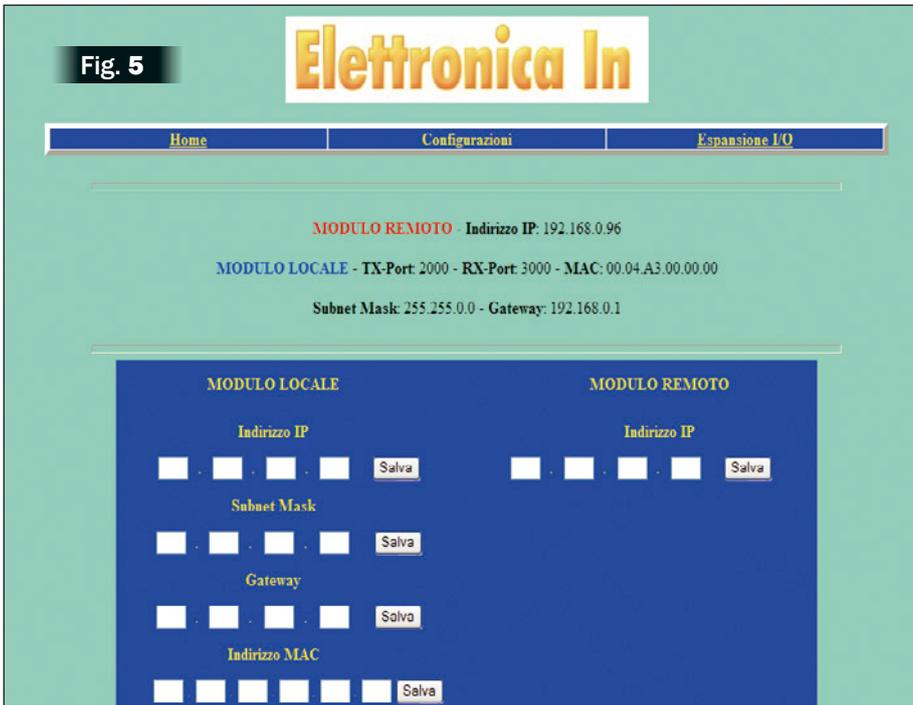 Fig. 5
Elettronica In
Home Configurazioni Espansione I/O
MODULO REMOTO - Indirizzo IP: 192.168.0.96
MODULO LOCALE - TX-Port: 2000 - RX-Port: 3000 - MAC: 00.04.A3.00.00.00
Subnet Mask: 255.255.0.0 - Gateway: 192.168.0.1
MODULO LOCALE MODULO REMOTO
Indirizzo IP Indirizzo IP
. . . Salva . . . Salva
Subnet Mask
. . . Salva
Gateway
. . . Salva
Indirizzo MAC
. . . . . Salva